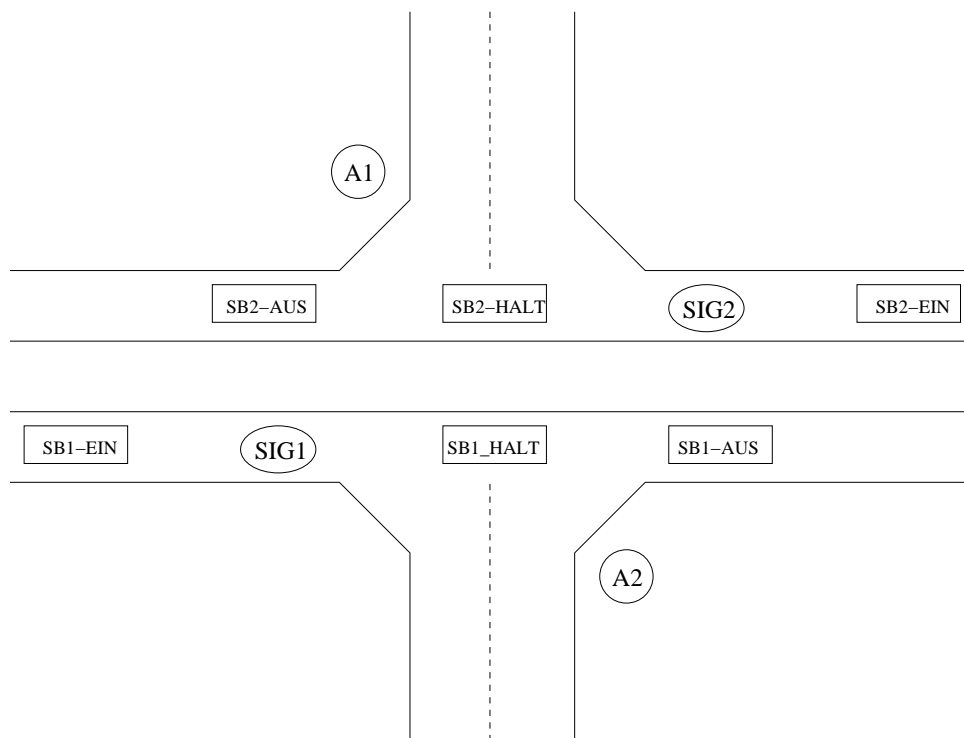 A1
SB2–AUS
SB2–HALT
SIG2
SB2–EIN
SB1–EIN
SIG1
SB1_HALT
SB1–AUS
A2